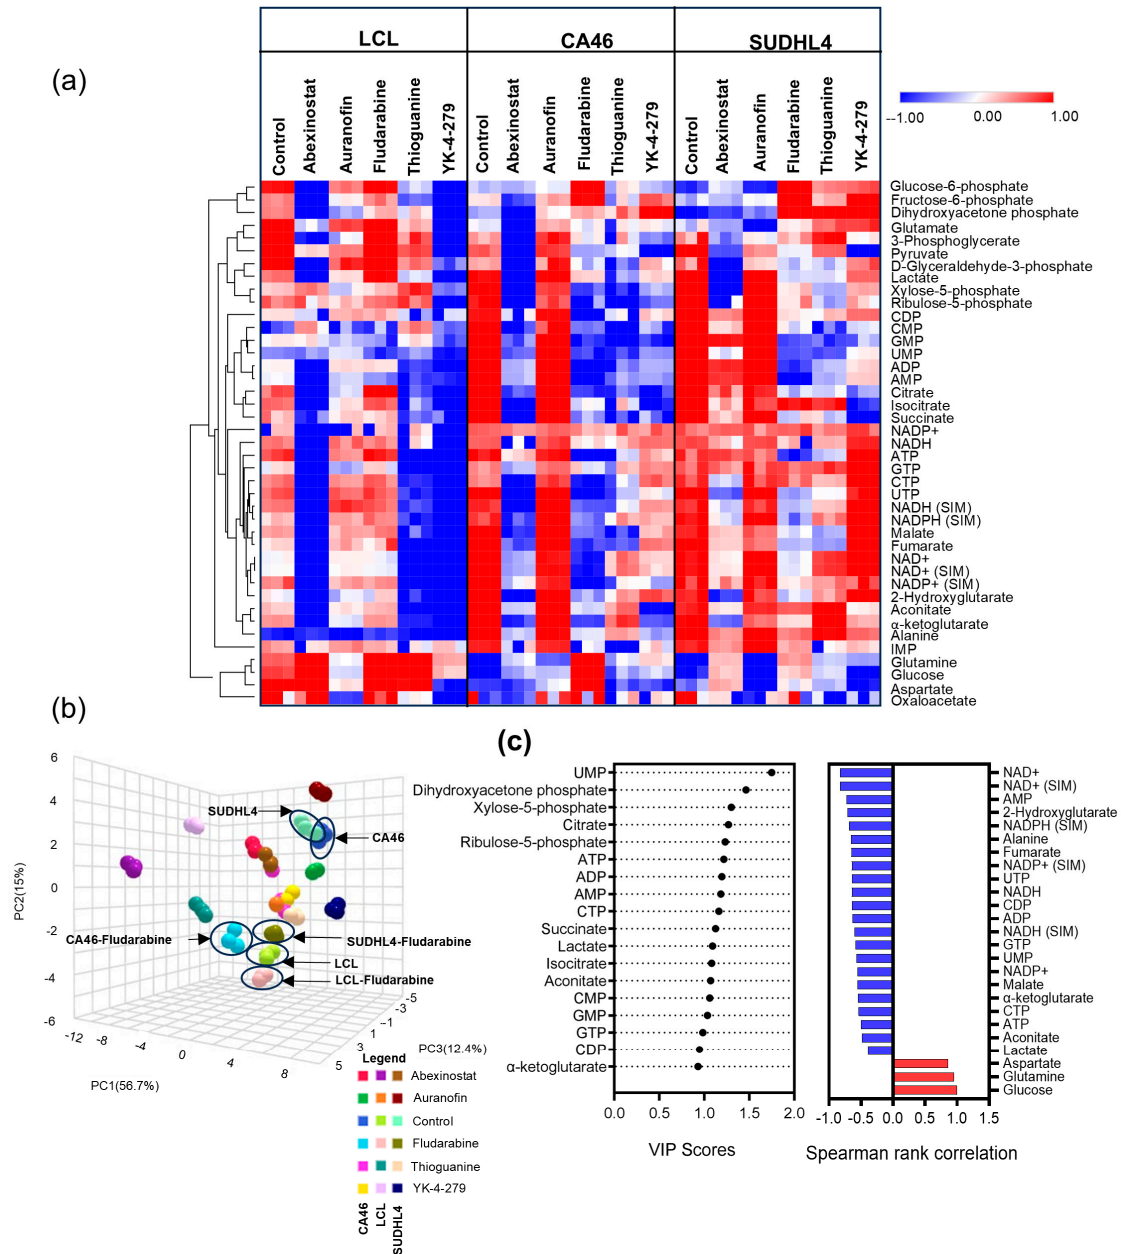 LCL CA46 SUDHL4
(a)
Control Abexinostat Auranofin Fludarabine Thioguanine YK-4-279 Control Abexinostat Auranofin Fludarabine Thioguanine YK-4-279 Control Abexinostat Auranofin Fludarabine Thioguanine YK-4-279
--1.00 0.00 1.00
Glucose-6-phosphate
Fructose-6-phosphate
Dihydroxyacetone phosphate
Glutamate
3-Phosphoglycerate
Pyruvate
D-Glyceraldehyde-3-phosphate
Lactate
Xylose-5-phosphate
Ribulose-5-phosphate
CDP
CMP
GMP
UMP
ADP
AMP
Citrate
Isocitrate
Succinate
NADP+
NADH
ATP
GTP
CTP
UTP
NADH (SIM)
NADPH (SIM)
Malate
Fumarate
NAD+
NAD+ (SIM)
NADP+ (SIM)
2-Hydroxyglutarate
Aconitate
α-ketoglutarate
Alanine
IMP
Glutamine
Glucose
Aspartate
Oxaloacetate
(b)
6
4
2
0
-2
-4
-6
PC2(15%)
-12 -8 -4 0 4 8
PC1(56.7%)
5 3 1 -1 -3 -5
PC3(12.4%)
SUDHL4
CA46
CA46-Fludarabine
SUDHL4-Fludarabine
LCL
LCL-Fludarabine
Legend
Abexinostat
Auranofin
Control
Fludarabine
Thioguanine
YK-4-279
CA46 LCL SUDHL4
(c)
UMP
Dihydroxyacetone phosphate
Xylose-5-phosphate
Citrate
Ribulose-5-phosphate
ATP
ADP
AMP
CTP
Succinate
Lactate
Isocitrate
Aconitate
CMP
GMP
GTP
CDP
α-ketoglutarate
0.0 0.5 1.0 1.5 2.0
VIP Scores
NAD+
NAD+ (SIM)
AMP
2-Hydroxyglutarate
NADPH (SIM)
Alanine
Fumarate
NADP+ (SIM)
UTP
NADH
CDP
ADP
NADH (SIM)
GTP
UMP
NADP+
Malate
α-ketoglutarate
CTP
ATP
Aconitate
Lactate
Aspartate
Glutamine
Glucose
-1.0 -0.5 0.0 0.5 1.0 1.5
Spearman rank correlation